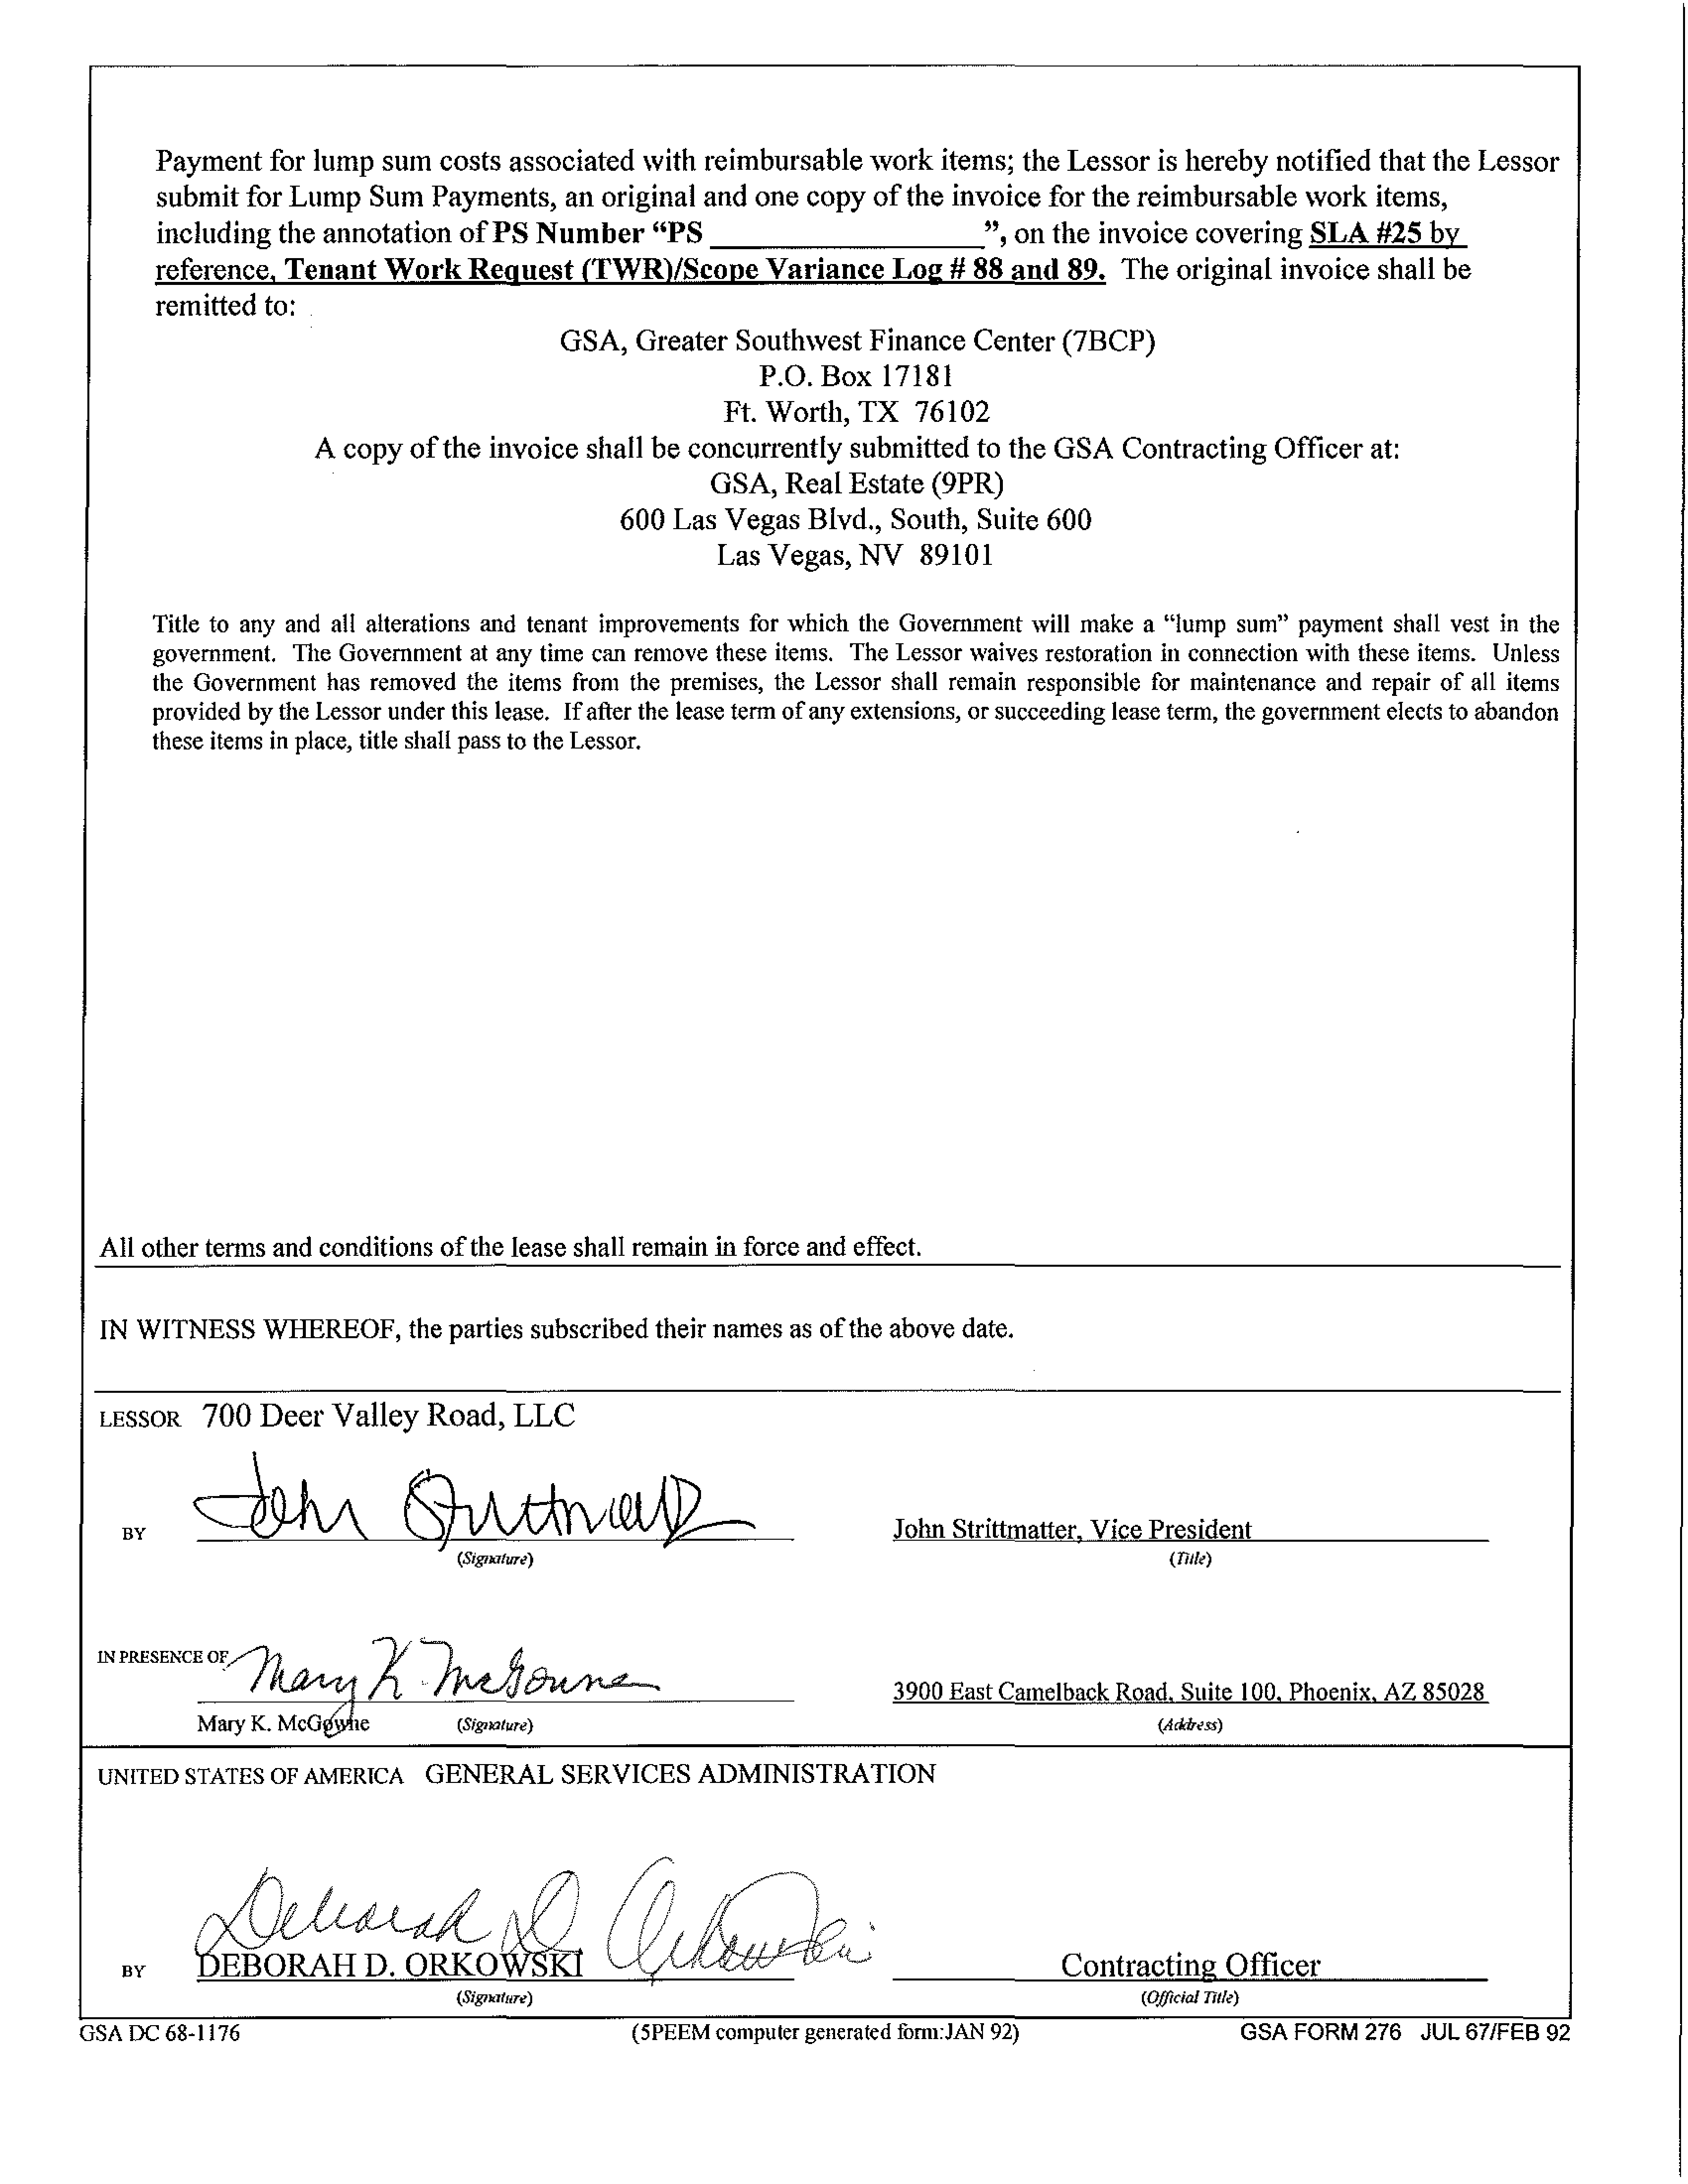 Payment for lump sum costs associated with reimbursable work items; the Lessor is hereby notified that the Lessor
submit for Lump Sum Payments, an original and one copy of the invoice for the reimbursable work items,
including the annotation of PS Number “PS ____________________”, on the invoice covering SLA #25 by
reference, Tenant Work Request (TWR)/Scope Variance Log # 88 and 89. The original invoice shall be
remitted to:
GSA, Greater Southwest Finance Center (7BCP)
P.O. Box 17181
Ft. Worth, TX 76102
A copy of the invoice shall be concurrently submitted to the GSA Contracting Officer at:
GSA, Real Estate (9PR)
600 Las Vegas Blvd., South, Suite 600
Las Vegas, NV 89101
Title to any and all alterations and tenant improvements for which the Government will make a “lump sum” payment shall vest in the
government. The Government at any time can remove these items. The Lessor waives restoration in connection with these items. Unless
the Government has removed the items from the premises, the Lessor shall remain responsible for maintenance and repair of all items
provided by the Lessor under this lease. If after the lease term of any extensions, or succeeding lease term, the government elects to abandon
these items in place, title shall pass to the Lessor.
All other terms and conditions of the lease shall remain in force and effect.
IN WITNESS WHEREOF, the parties subscribed their names as of the above date.
LESSOR 700 Deer Valley Road, LLC
John Strittmatter
BY John Strittmatter, Vice President
(Signature) (Title)
IN PRESENCE OF Mary K. McGowne
3900 East Camelback Road, Suite 100, Phoenix, AZ 85028
Mary K. McGowne (Signature) (Address)
UNITED STATES OF AMERICA GENERAL SERVICES ADMINISTRATION
Deborah D Orkowski
BY DEBORAH D. ORKOWSKI Contracting Officer
(Signature) (Official Title)
GSA DC 68-1176 (5PEEM computer generated form:JAN 92) GSA FORM 276 JUL 67/FEB 92